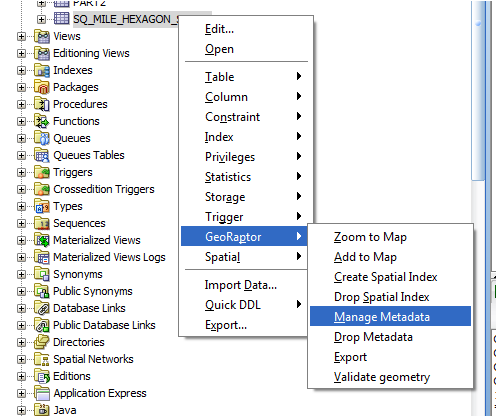 PART2
SQ_MILE_HEXAGON_S
Views
Editioning Views
Indexes
Packages
Procedures
Functions
Queues
Queues Tables
Triggers
Crossedition Triggers
Types
Sequences
Materialized Views
Materialized Views Logs
Synonyms
Public Synonyms
Database Links
Public Database Links
Directories
Spatial Networks
Editions
Application Express
Java
Edit...
Open
Table
Column
Constraint
Index
Privileges
Statistics
Storage
Trigger
GeoRaptor
Spatial
Import Data...
Quick DDL
Export...
Zoom to Map
Add to Map
Create Spatial Index
Drop Spatial Index
Manage Metadata
Drop Metadata
Export
Validate geometry